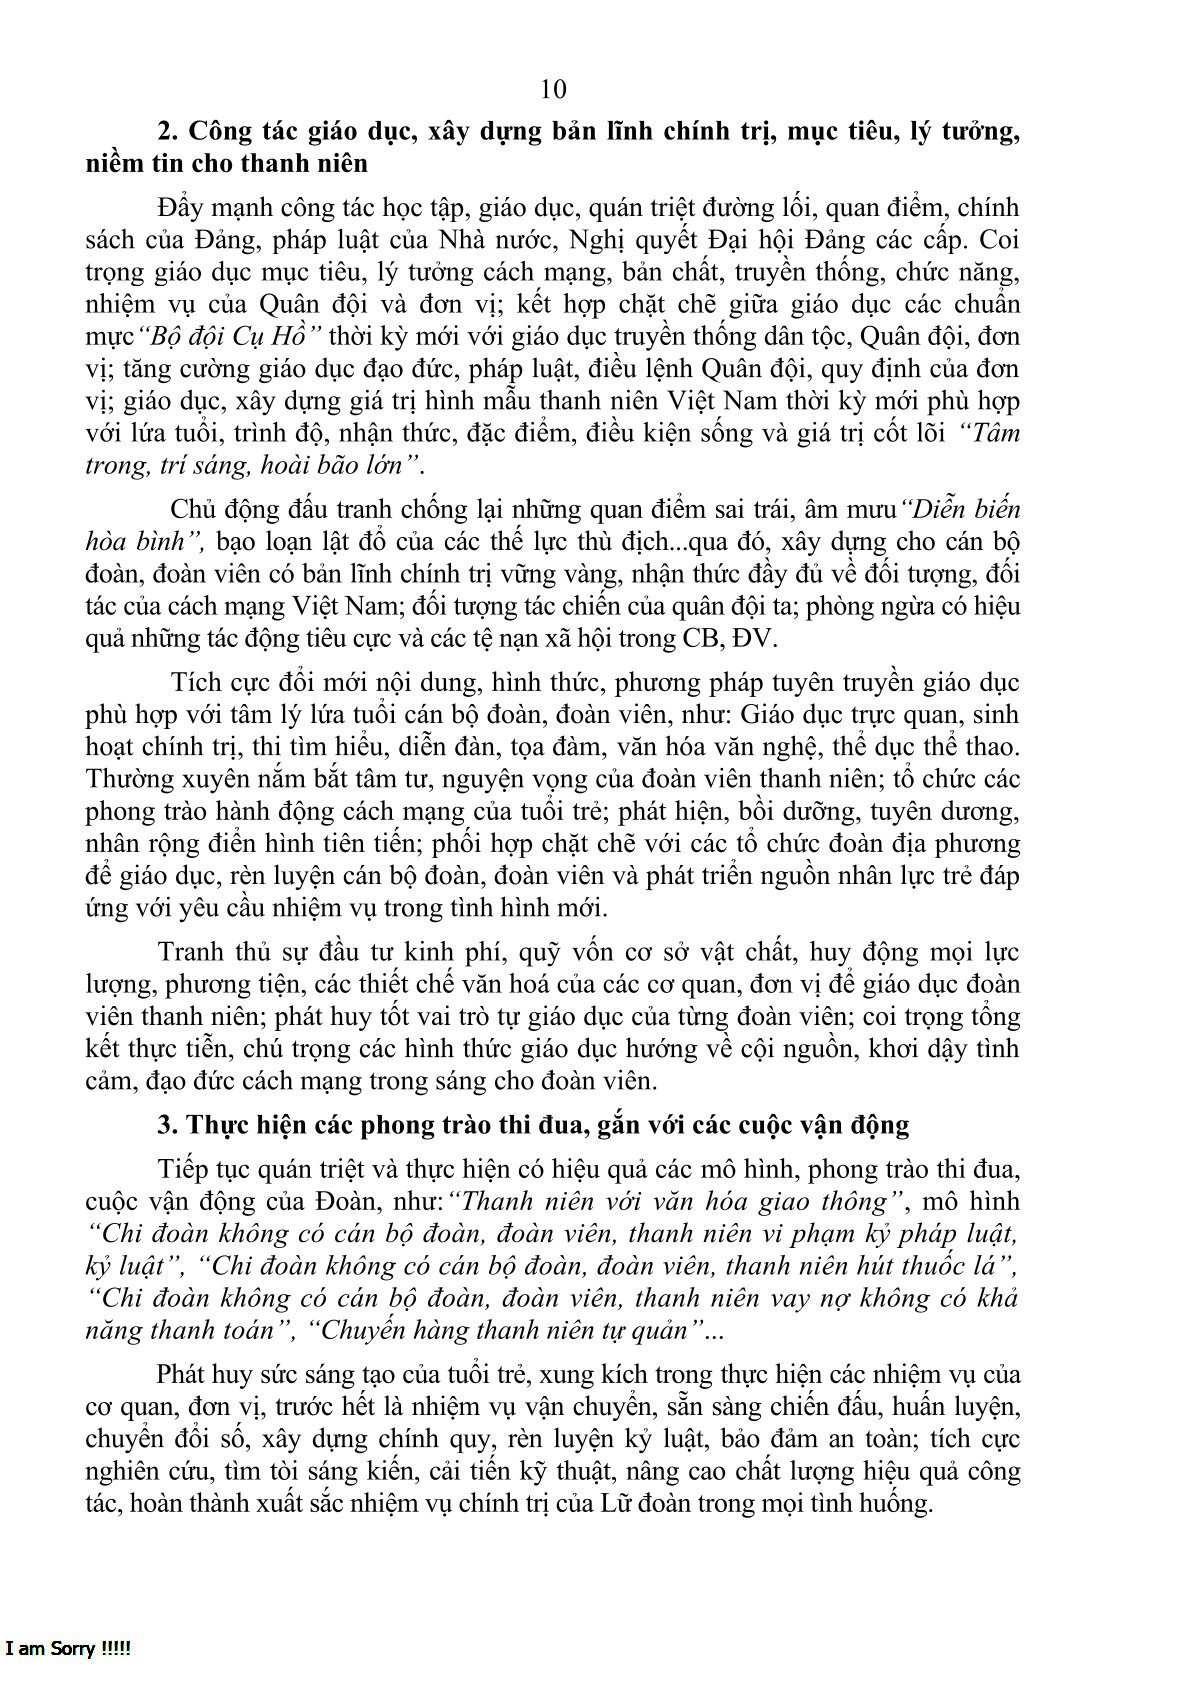 10
2. Công tác giáo dục, xây dựng bản lĩnh chính trị, mục tiêu, lý tưởng,
niềm tin cho thanh niên
Đẩy mạnh công tác học tập, giáo dục, quán triệt đường lối, quan điểm, chính
sách của Đảng, pháp luật của Nhà nước, Nghị quyết Đại hội Đảng các cấp. Coi
trọng giáo dục mục tiêu, lý tưởng cách mạng, bản chất, truyền thống, chức năng,
nhiệm vụ của Quân đội và đơn vị; kết hợp chặt chẽ giữa giáo dục các chuẩn
mực“Bộ đội Cụ Hồ” thời kỳ mới với giáo dục truyền thống dân tộc, Quân đội, đơn
vị; tăng cường giáo dục đạo đức, pháp luật, điều lệnh Quân đội, quy định của đơn
vị; giáo dục, xây dựng giá trị hình mẫu thanh niên Việt Nam thời kỳ mới phù hợp
với lứa tuổi, trình độ, nhận thức, đặc điểm, điều kiện sống và giá trị cốt lõi “Tâm
trong, trí sáng, hoài bão lớn”.
Chủ động đấu tranh chống lại những quan điểm sai trái, âm mưu“Diễn biến
hòa bình”, bạo loạn lật đổ của các thế lực thù địch...qua đó, xây dựng cho cán bộ
đoàn, đoàn viên có bản lĩnh chính trị vững vàng, nhận thức đầy đủ về đối tượng, đối
tác của cách mạng Việt Nam; đối tượng tác chiến của quân đội ta; phòng ngừa có hiệu
quả những tác động tiêu cực và các tệ nạn xã hội trong CB, ĐV.
Tích cực đổi mới nội dung, hình thức, phương pháp tuyên truyền giáo dục
phù hợp với tâm lý lứa tuổi cán bộ đoàn, đoàn viên, như: Giáo dục trực quan, sinh
hoạt chính trị, thi tìm hiểu, diễn đàn, tọa đàm, văn hóa văn nghệ, thể dục thể thao.
Thường xuyên nắm bắt tâm tư, nguyện vọng của đoàn viên thanh niên; tổ chức các
phong trào hành động cách mạng của tuổi trẻ; phát hiện, bồi dưỡng, tuyên dương,
nhân rộng điển hình tiên tiến; phối hợp chặt chẽ với các tổ chức đoàn địa phương
để giáo dục, rèn luyện cán bộ đoàn, đoàn viên và phát triển nguồn nhân lực trẻ đáp
ứng với yêu cầu nhiệm vụ trong tình hình mới.
Tranh thủ sự đầu tư kinh phí, quỹ vốn cơ sở vật chất, huy động mọi lực
lượng, phương tiện, các thiết chế văn hoá của các cơ quan, đơn vị để giáo dục đoàn
viên thanh niên; phát huy tốt vai trò tự giáo dục của từng đoàn viên; coi trọng tổng
kết thực tiễn, chú trọng các hình thức giáo dục hướng về cội nguồn, khơi dậy tình
cảm, đạo đức cách mạng trong sáng cho đoàn viên.
3. Thực hiện các phong trào thi đua, gắn với các cuộc vận động
Tiếp tục quán triệt và thực hiện có hiệu quả các mô hình, phong trào thi đua,
cuộc vận động của Đoàn, như:“Thanh niên với văn hóa giao thông”, mô hình
“Chi đoàn không có cán bộ đoàn, đoàn viên, thanh niên vi phạm kỷ pháp luật,
kỷ luật”, “Chi đoàn không có cán bộ đoàn, đoàn viên, thanh niên hút thuốc lá”,
“Chi đoàn không có cán bộ đoàn, đoàn viên, thanh niên vay nợ không có khả
năng thanh toán”, “Chuyến hàng thanh niên tự quản”...
Phát huy sức sáng tạo của tuổi trẻ, xung kích trong thực hiện các nhiệm vụ của
cơ quan, đơn vị, trước hết là nhiệm vụ vận chuyển, sẵn sàng chiến đấu, huấn luyện,
chuyển đổi số, xây dựng chính quy, rèn luyện kỷ luật, bảo đảm an toàn; tích cực
nghiên cứu, tìm tòi sáng kiến, cải tiến kỹ thuật, nâng cao chất lượng hiệu quả công
tác, hoàn thành xuất sắc nhiệm vụ chính trị của Lữ đoàn trong mọi tình huống.
I am Sorry !!!!!